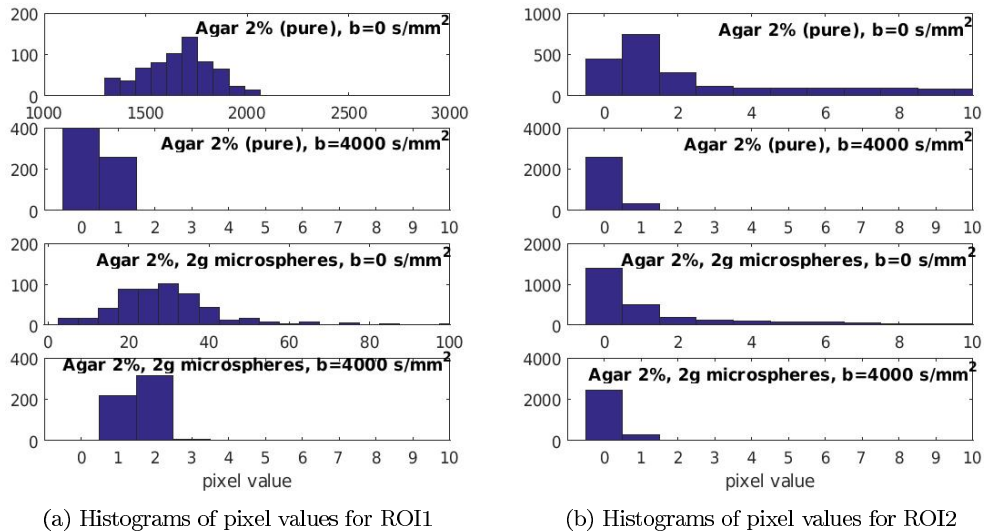 200
100
0
Agar 2% (pure), b=0 s/mm²
1000 1500 2000 2500 3000
400
200
0
Agar 2% (pure), b=4000 s/mm²
0 1 2 3 4 5 6 7 8 9 10
200
100
0
Agar 2%, 2g microspheres, b=0 s/mm²
0 20 40 60 80 100
400
200
0
Agar 2%, 2g microspheres, b=4000 s/mm²
0 1 2 3 4 5 6 7 8 9 10
pixel value
(a) Histograms of pixel values for ROI1
1000
500
0
Agar 2% (pure), b=0 s/mm²
0 2 4 6 8 10
4000
2000
0
Agar 2% (pure), b=4000 s/mm²
0 1 2 3 4 5 6 7 8 9 10
2000
1000
0
Agar 2%, 2g microspheres, b=0 s/mm²
0 2 4 6 8 10
4000
2000
0
Agar 2%, 2g microspheres, b=4000 s/mm²
0 1 2 3 4 5 6 7 8 9 10
pixel value
(b) Histograms of pixel values for ROI2